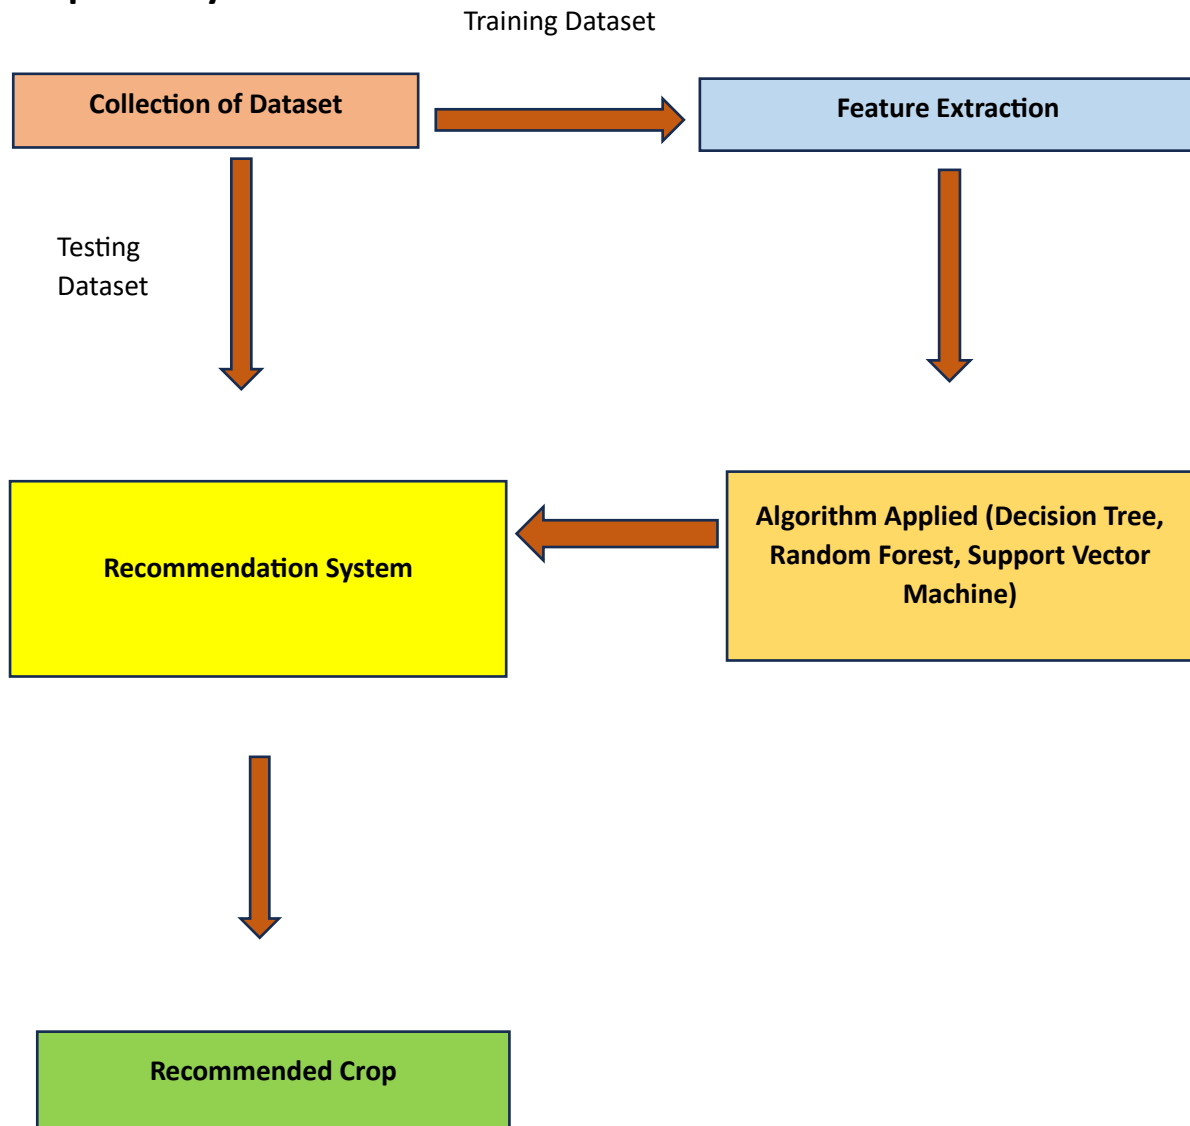 Training Dataset
Collection of Dataset
Feature Extraction
Testing
Dataset
Recommendation System
Algorithm Applied (Decision Tree,
Random Forest, Support Vector
Machine)
Recommended Crop